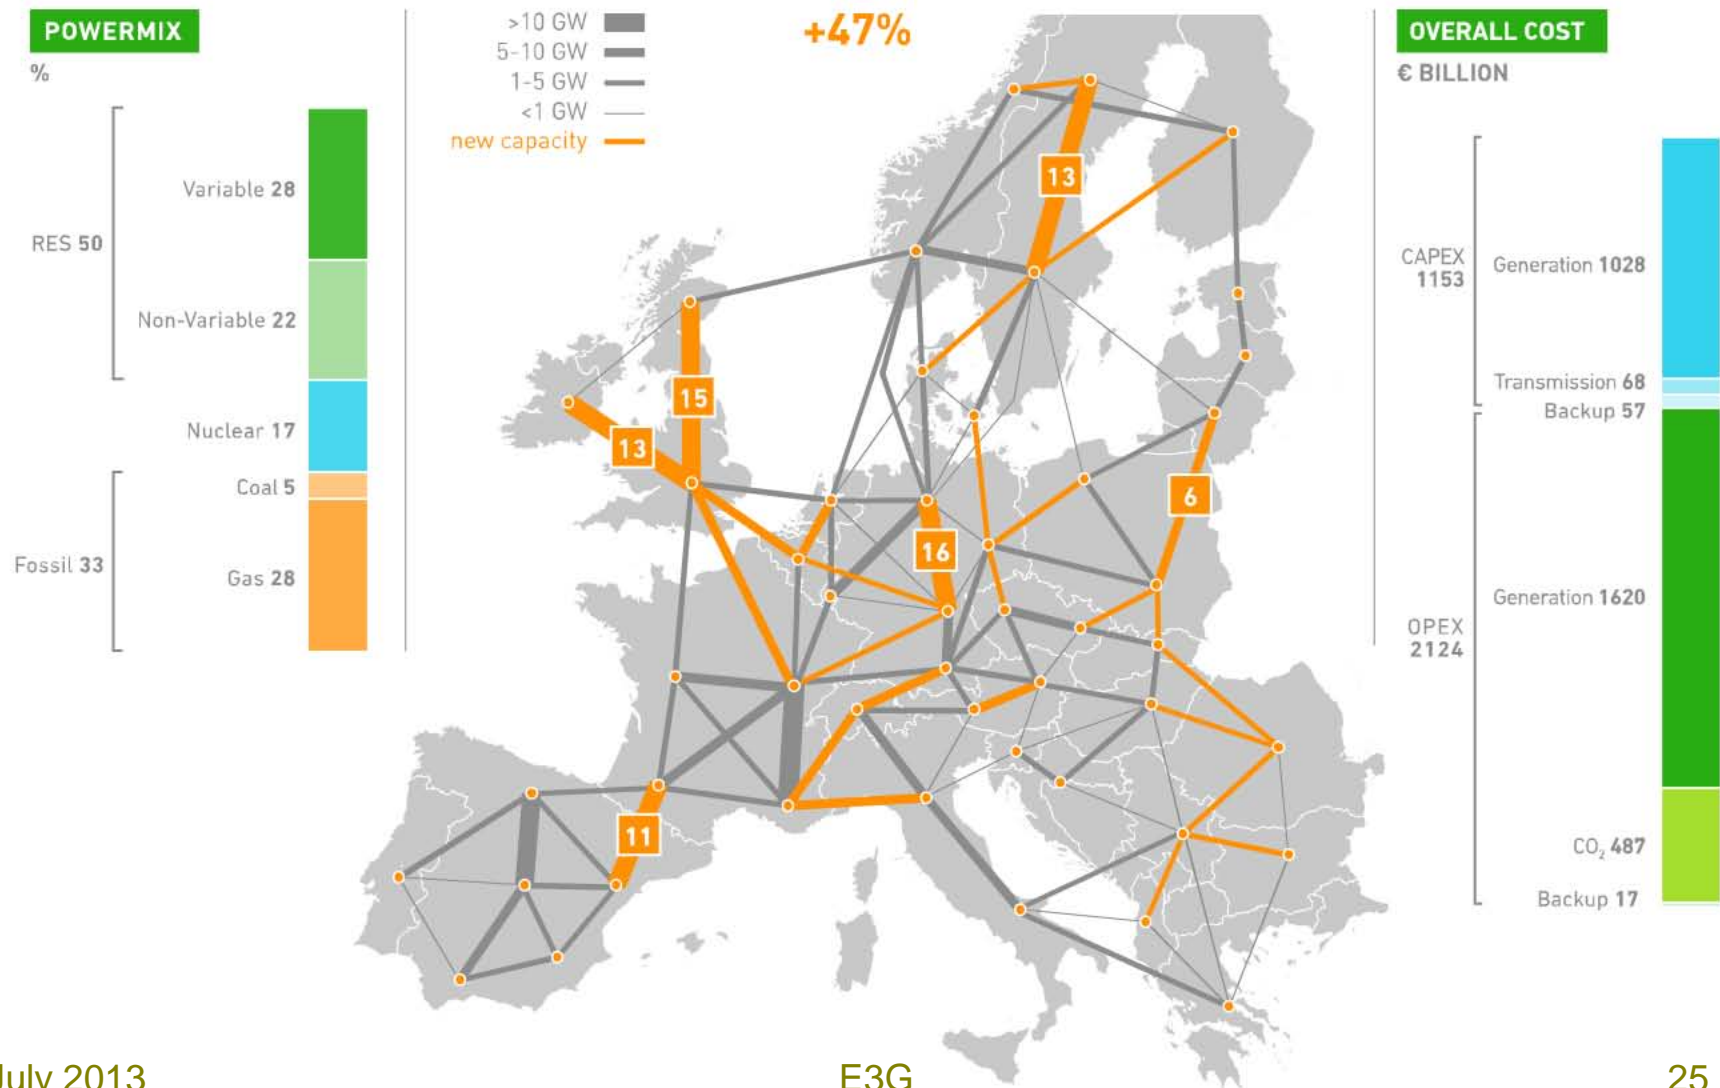 POWERMIX
%
RES 50
Variable 28
Non-Variable 22
Nuclear 17
Fossil 33
Coal 5
Gas 28
>10 GW
5-10 GW
1-5 GW
<1 GW
new capacity
+47%
13
15
13
6
16
11
OVERALL COST
€ BILLION
CAPEX
1153
Generation 1028
Transmission 68
Backup 57
OPEX
2124
Generation 1620
CO₂ 487
Backup 17
July 2013
E3G
25